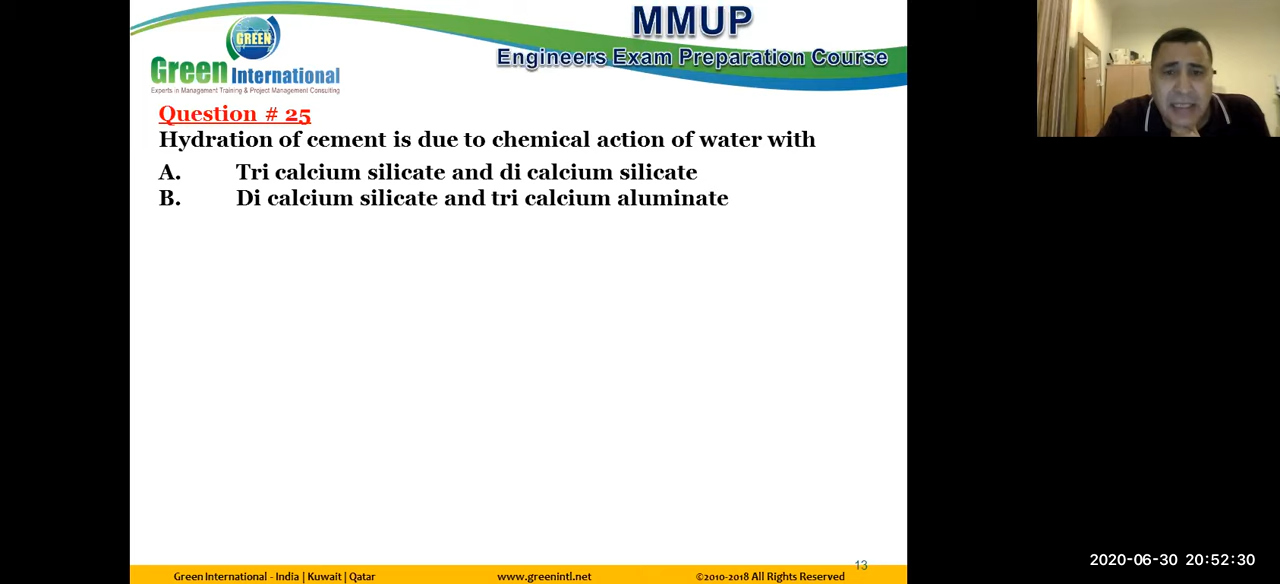 GREEN
Green International
Experts in Management Training & Project Management Consulting
MMUP
Engineers Exam Preparation Course
Question # 25
Hydration of cement is due to chemical action of water with
A. Tri calcium silicate and di calcium silicate
B. Di calcium silicate and tri calcium aluminate
13
Green International - India | Kuwait | Qatar
www.greenintl.net
©2010-2018 All Rights Reserved
2020-06-30 20:52:30